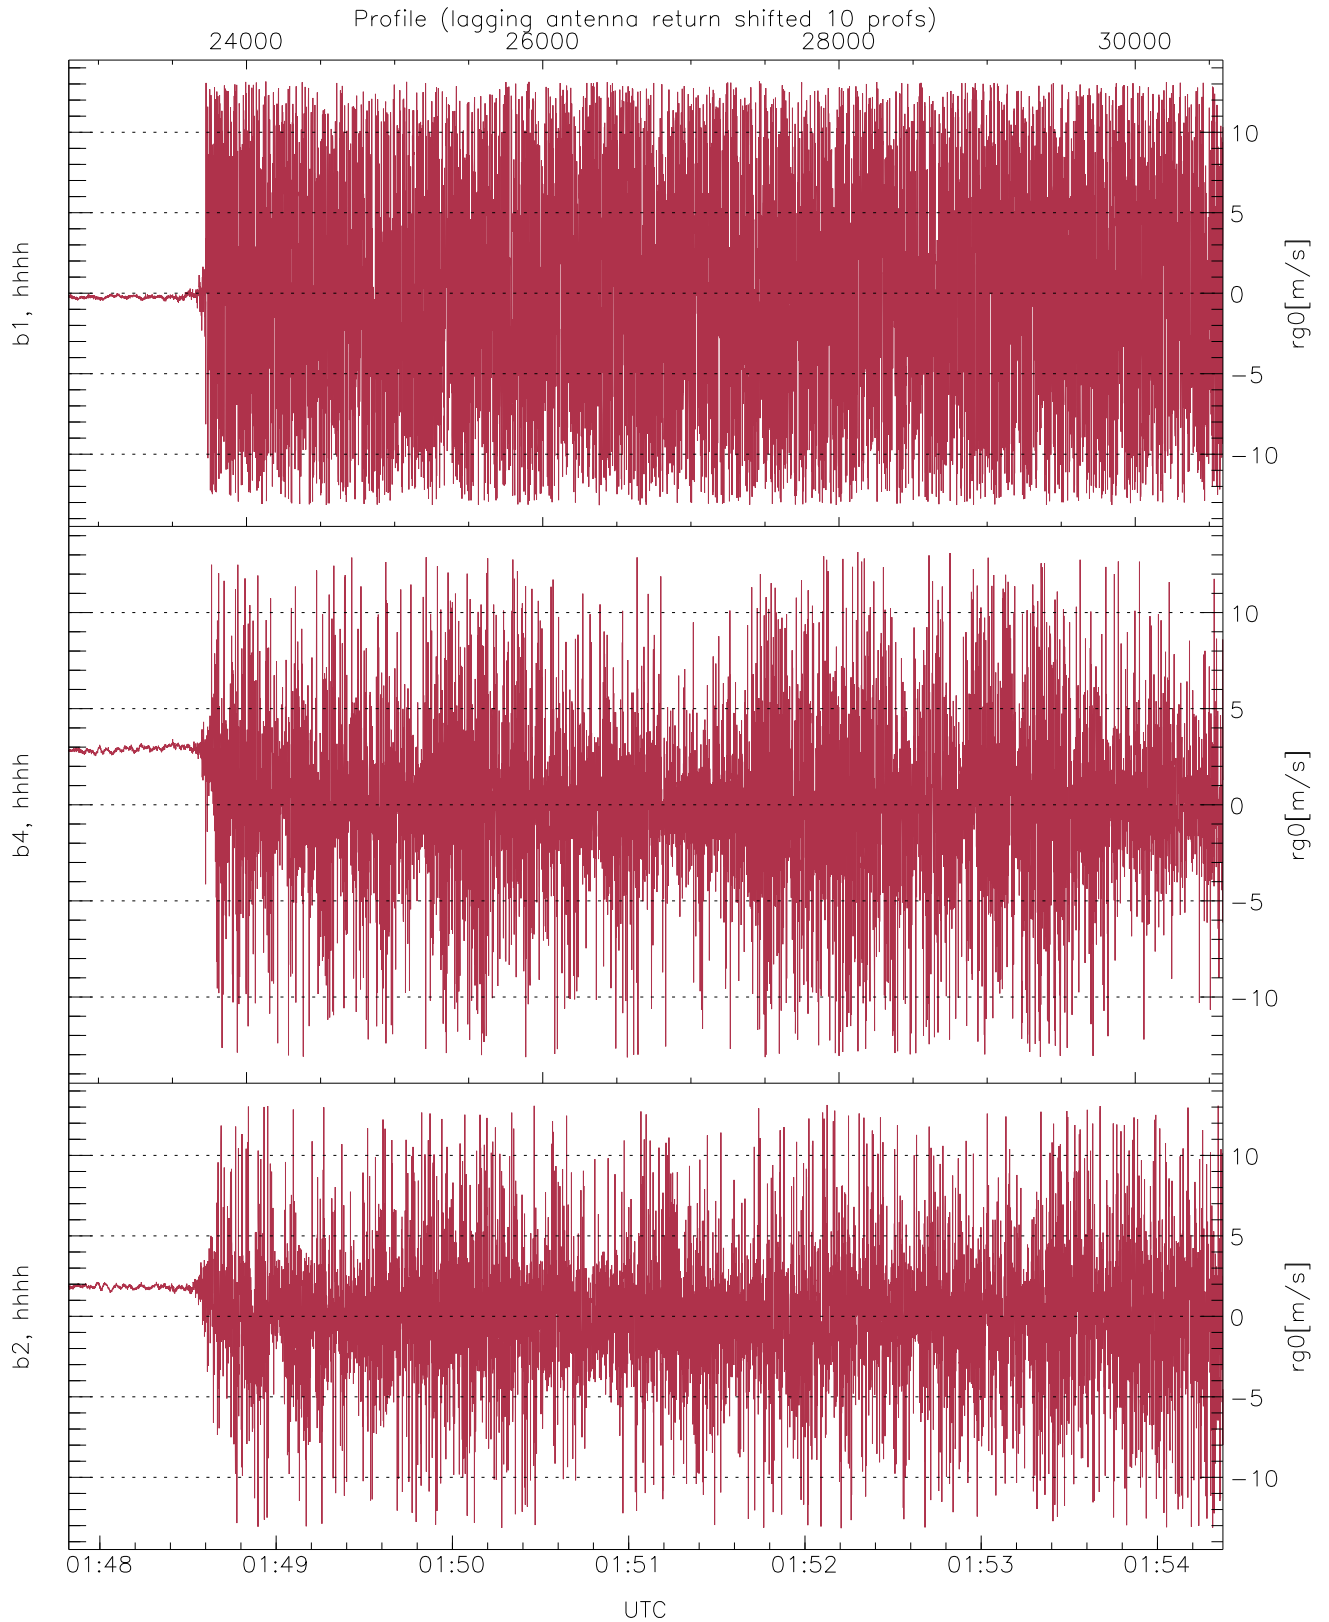 Profile (lagging antenna return shifted 10 profs)
24000 26000 28000 30000
b1, hhhh
10
5
0
−5
−10
rg0[m/s]
b4, hhhh
10
5
0
−5
−10
rg0[m/s]
b2, hhhh
10
5
0
−5
−10
rg0[m/s]
01:48 01:49 01:50 01:51 01:52 01:53 01:54
UTC